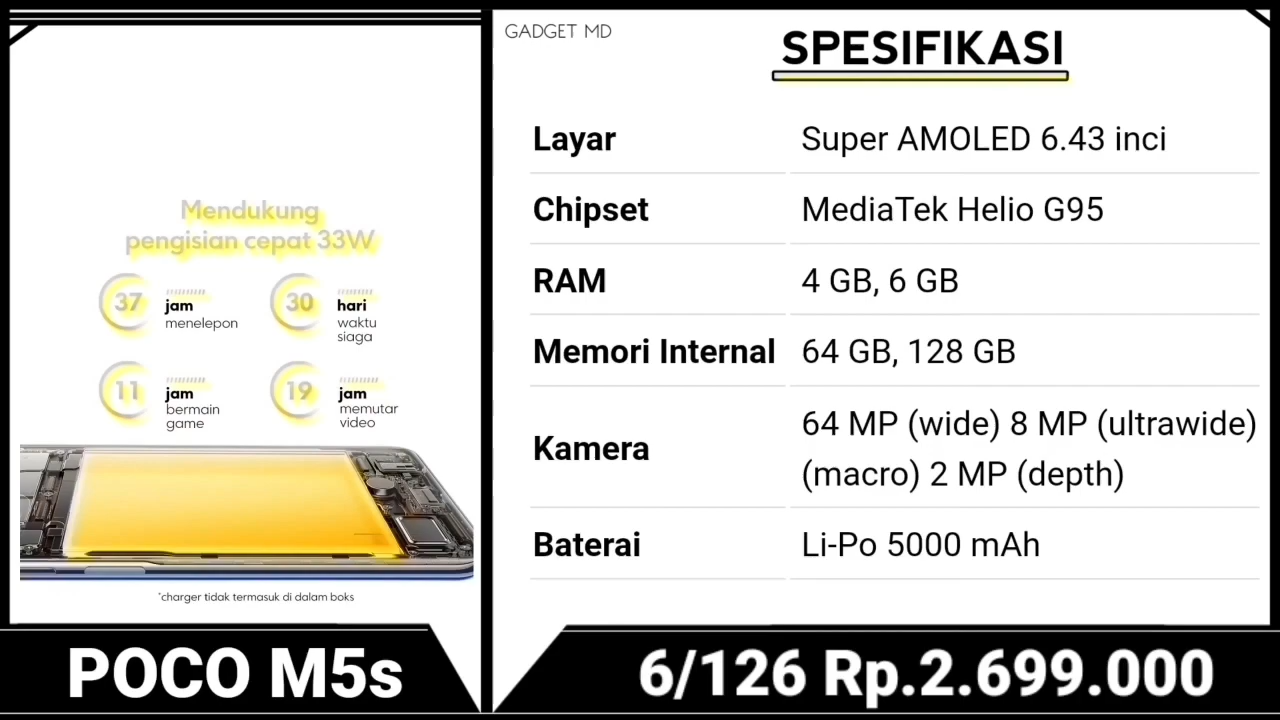 GADGET MD
SPESIFIKASI
Mendukung
pengisian cepat 33W
37 jam
menelepon
30 hari
waktu
siaga
11 jam
bermain
game
19 jam
memutar
video
*charger tidak termasuk di dalam boks
Layar Super AMOLED 6.43 inci
Chipset MediaTek Helio G95
RAM 4 GB, 6 GB
Memori Internal 64 GB, 128 GB
Kamera 64 MP (wide) 8 MP (ultrawide)
(macro) 2 MP (depth)
Baterai Li-Po 5000 mAh
POCO M5s
6/126 Rp.2.699.000